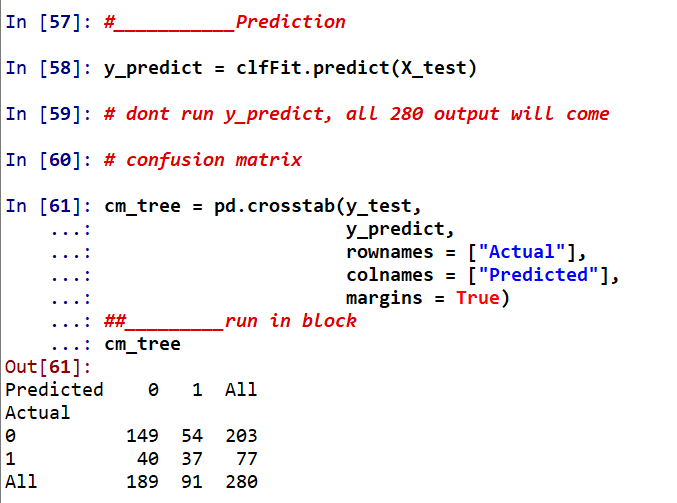 In [57]: #___________Prediction
In [58]: y_predict = clfFit.predict(X_test)
In [59]: # dont run y_predict, all 280 output will come
In [60]: # confusion matrix
In [61]: cm_tree = pd.crosstab(y_test,
    ...:                       y_predict,
    ...:                       rownames = ["Actual"],
    ...:                       colnames = ["Predicted"],
    ...:                       margins = True)
    ...: ##_________run in block
    ...: cm_tree
Out[61]:
Predicted    0   1  All
Actual
0          149  54  203
1           40  37   77
All        189  91  280